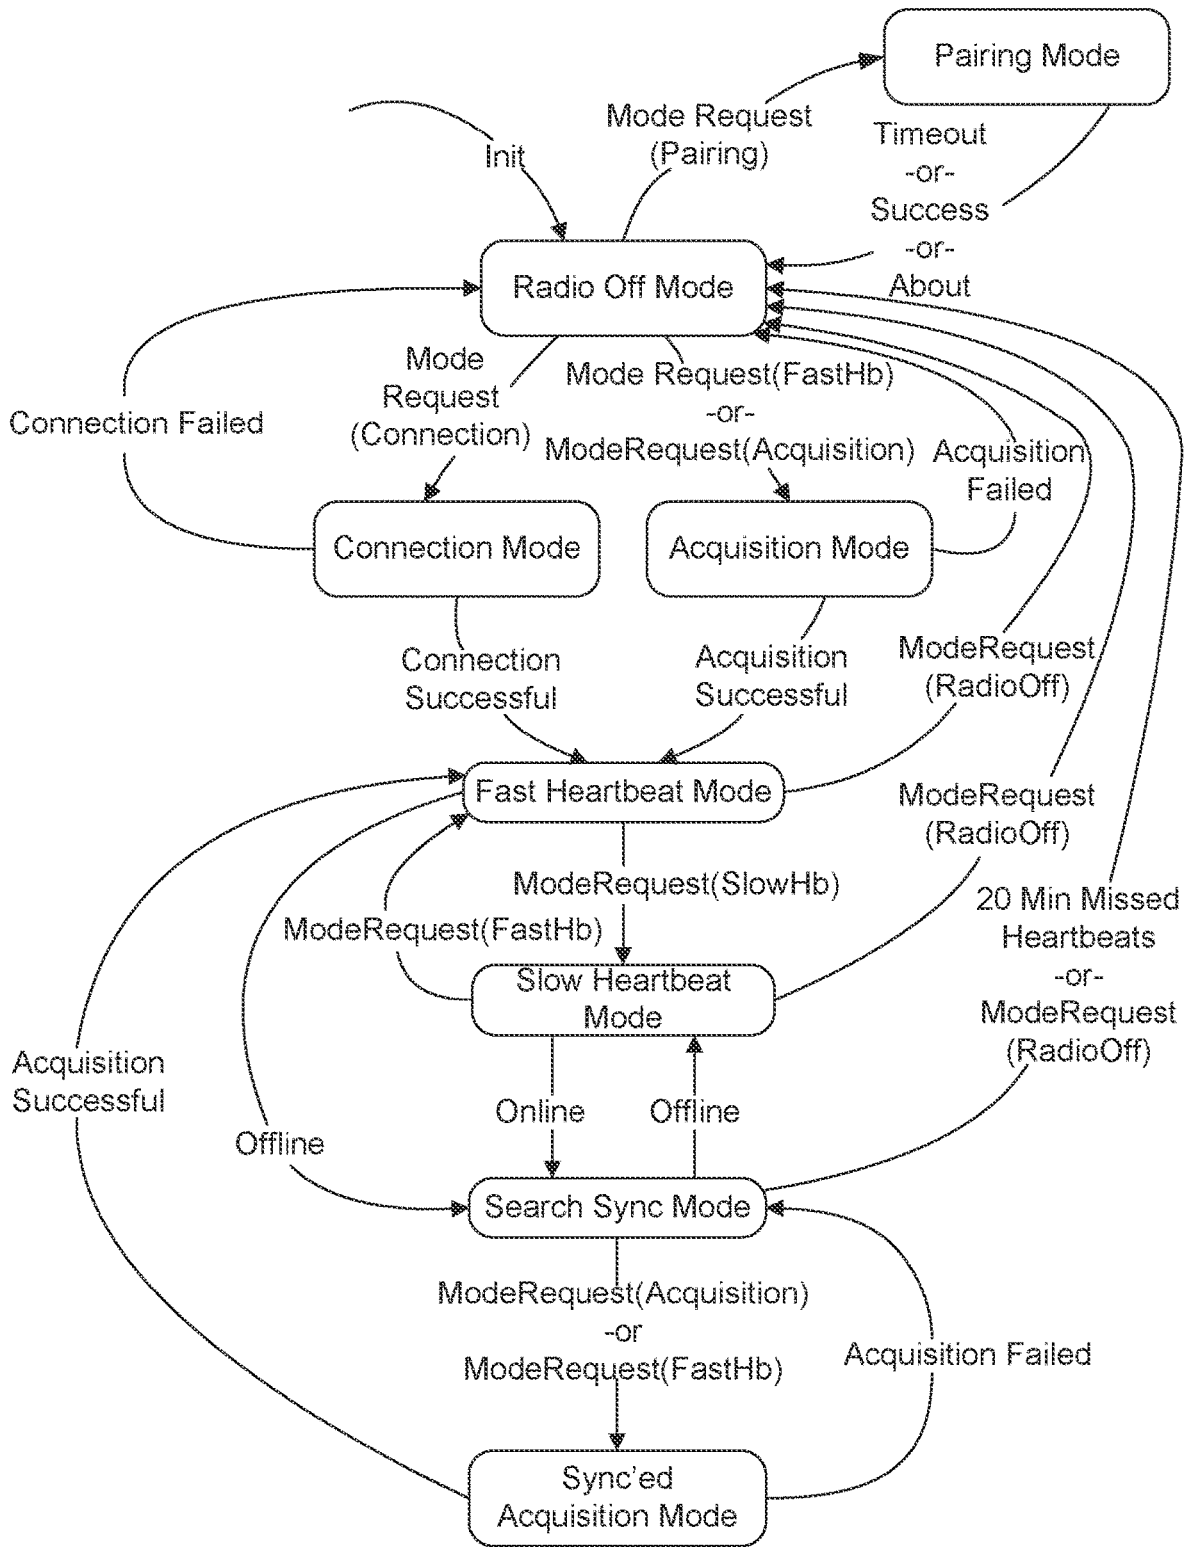 Pairing Mode
Mode Request
(Pairing)
Timeout
-or-
Success
-or-
About
Init
Radio Off Mode
Mode
Request
(Connection)
Mode Request(FastHb)
-or-
ModeRequest(Acquisition)
Connection Failed
Acquisition
Failed
Connection Mode
Acquisition Mode
Connection
Successful
Acquisition
Successful
ModeRequest
(RadioOff)
Fast Heartbeat Mode
ModeRequest
(RadioOff)
ModeRequest(SlowHb)
ModeRequest(FastHb)
20 Min Missed
Heartbeats
-or-
ModeRequest
(RadioOff)
Slow Heartbeat
Mode
Acquisition
Successful
Online
Offline
Offline
Search Sync Mode
ModeRequest(Acquisition)
-or
ModeRequest(FastHb)
Acquisition Failed
Sync'ed
Acquisition Mode